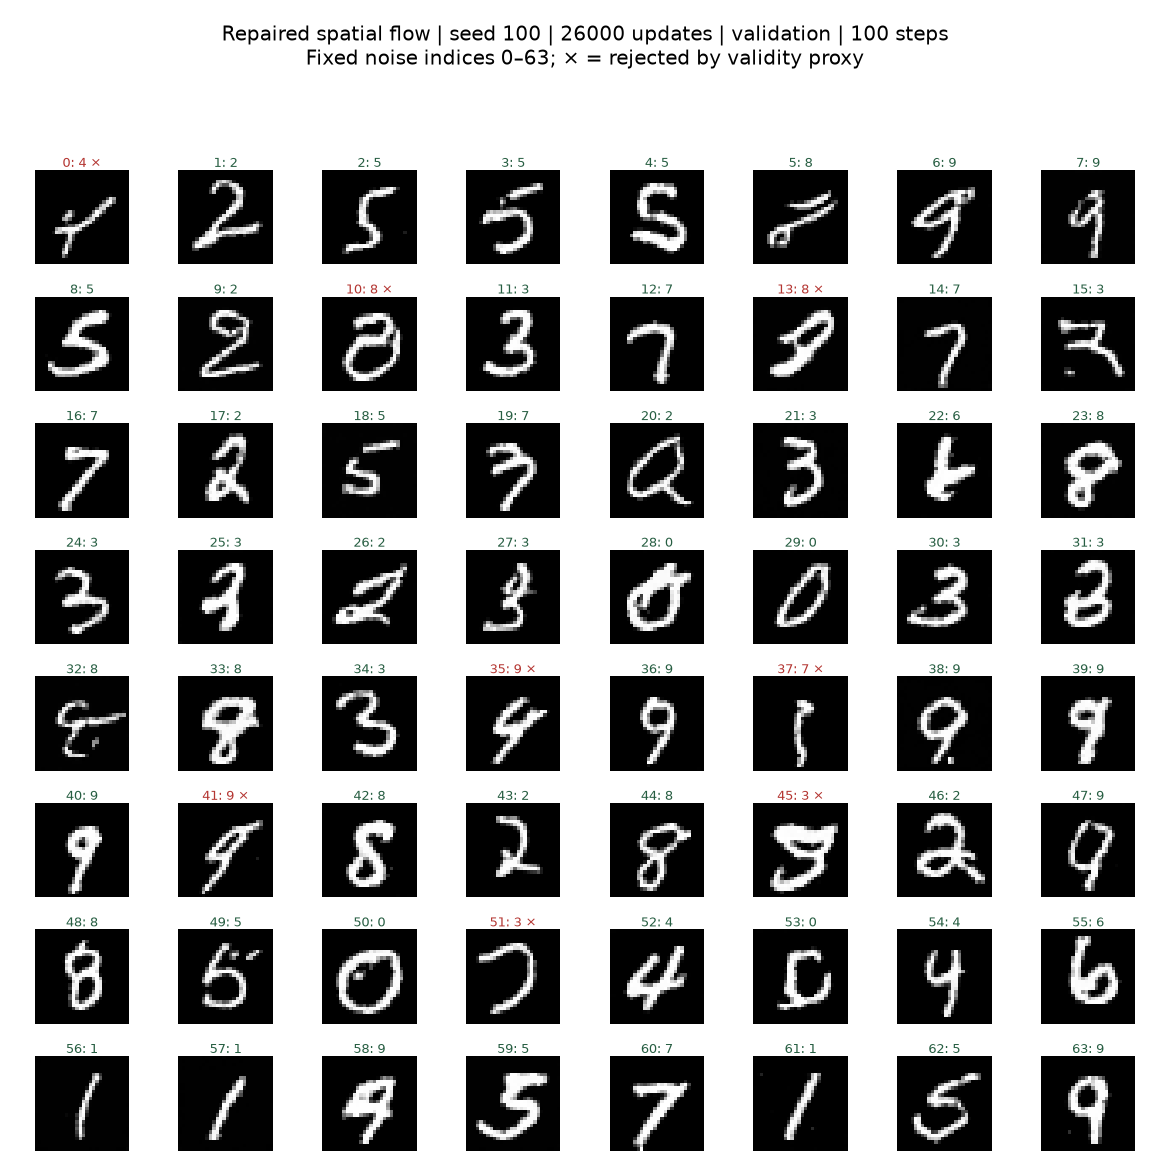 Repaired spatial flow | seed 100 | 26000 updates | validation | 100 steps
Fixed noise indices 0–63; × = rejected by validity proxy
0: 4 × 1: 2 2: 5 3: 5 4: 5 5: 8 6: 9 7: 9
8: 5 9: 2 10: 8 × 11: 3 12: 7 13: 8 × 14: 7 15: 3
16: 7 17: 2 18: 5 19: 7 20: 2 21: 3 22: 6 23: 8
24: 3 25: 3 26: 2 27: 3 28: 0 29: 0 30: 3 31: 3
32: 8 33: 8 34: 3 35: 9 × 36: 9 37: 7 × 38: 9 39: 9
40: 9 41: 9 × 42: 8 43: 2 44: 8 45: 3 × 46: 2 47: 9
48: 8 49: 5 50: 0 51: 3 × 52: 4 53: 0 54: 4 55: 6
56: 1 57: 1 58: 9 59: 5 60: 7 61: 1 62: 5 63: 9